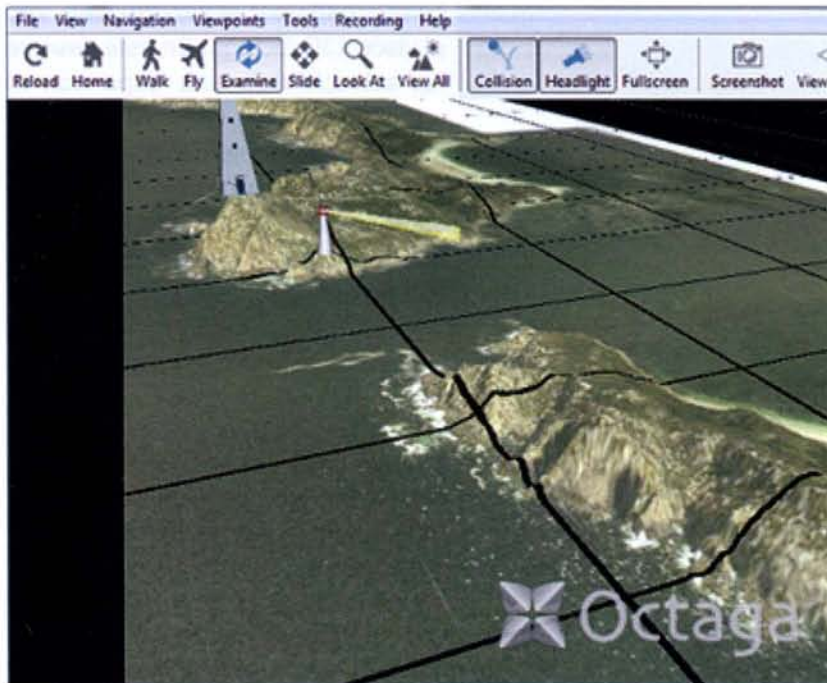 File View Navigation Viewpoints Tools Recording Help
Reload Home Walk Fly Examine Slide Look At View All Collision Headlight Fullscreen Screenshot View
Octaga